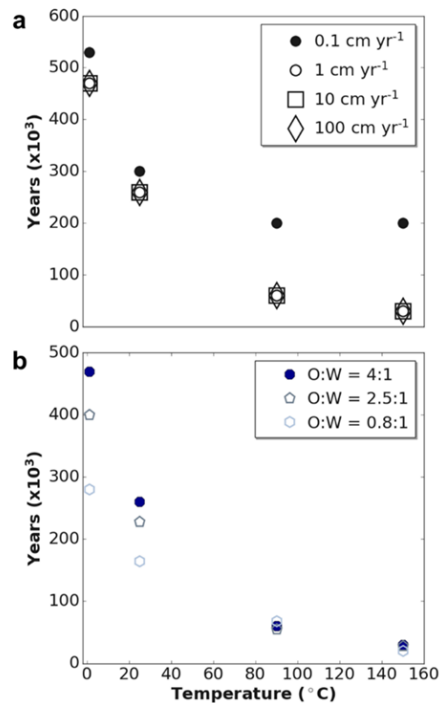 a
600
500
400
300
200
100
0
Years (x10³)
0.1 cm yr⁻¹
1 cm yr⁻¹
10 cm yr⁻¹
100 cm yr⁻¹
b
500
400
300
200
100
0
Years (x10³)
O:W = 4:1
O:W = 2.5:1
O:W = 0.8:1
0 20 40 60 80 100 120 140 160
Temperature (°C)